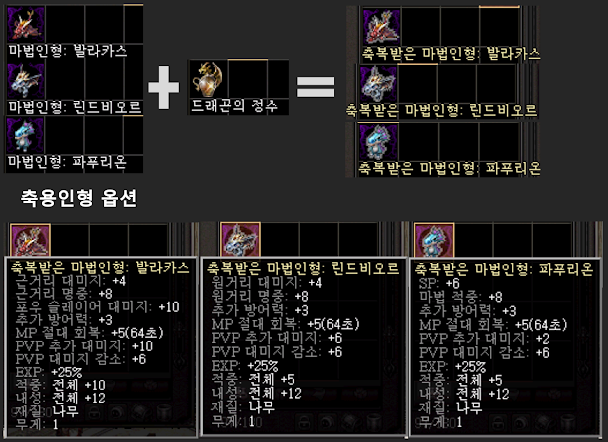 마법인형: 발라카스
마법인형: 린드비오르
마법인형: 파푸리온
+
드래곤의 정수
=
축복받은 마법인형: 발라카스
축복받은 마법인형: 린드비오르
축복받은 마법인형: 파푸리온
축용인형 옵션
축복받은 마법인형: 발라카스
근거리 대미지: +4
근거리 명중: +8
포우 슬레이어 대미지: +10
추가 방어력: +3
MP 절대 회복: +5(64초)
PVP 추가 대미지: +10
PVP 대미지 감소: +6
EXP: +25%
적중: 전체 +10
내성: 전체 +12
재질: 나무
무게: 1
축복받은 마법인형: 린드비오르
원거리 대미지: +4
원거리 명중: +8
추가 방어력: +3
MP 절대 회복: +5(64초)
PVP 추가 대미지: +6
PVP 대미지 감소: +6
EXP: +25%
적중: 전체 +5
내성: 전체 +12
재질: 나무
무게: 1
축복받은 마법인형: 파푸리온
SP: +6
마법 적중: +8
추가 방어력: +3
MP 절대 회복: +5(64초)
PVP 추가 대미지: +2
PVP 대미지 감소: +6
EXP: +25%
적중: 전체 +5
내성: 전체 +12
재질: 나무
무게: 1